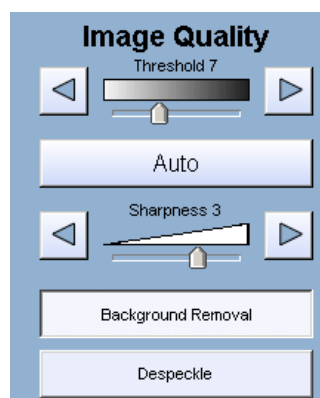 Image Quality
Threshold 7
Auto
Sharpness 3
Background Removal
Despeckle